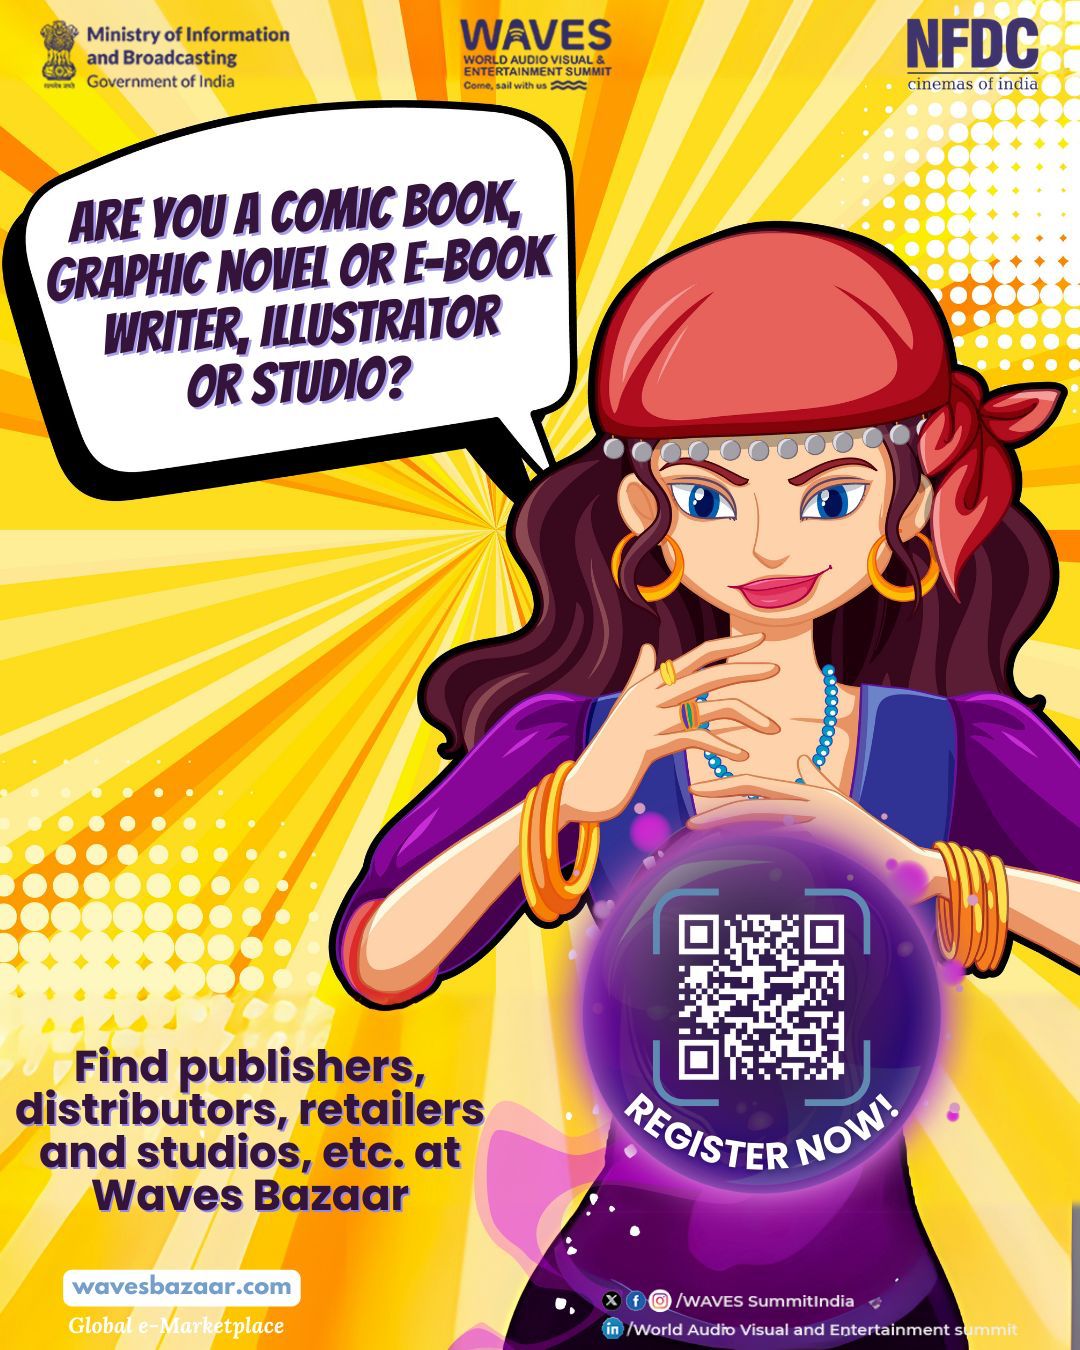 Ministry of Information
and Broadcasting
Government of India
सत्यमेव जयते
WAVES
WORLD AUDIO VISUAL &
ENTERTAINMENT SUMMIT
Come, sail with us
NFDC
cinemas of india
ARE YOU A COMIC BOOK,
GRAPHIC NOVEL OR E-BOOK
WRITER, ILLUSTRATOR
OR STUDIO?
REGISTER NOW!
Find publishers,
distributors, retailers
and studios, etc. at
Waves Bazaar
wavesbazaar.com
Global e-Marketplace
/WAVES SummitIndia
/World Audio Visual and Entertainment summit